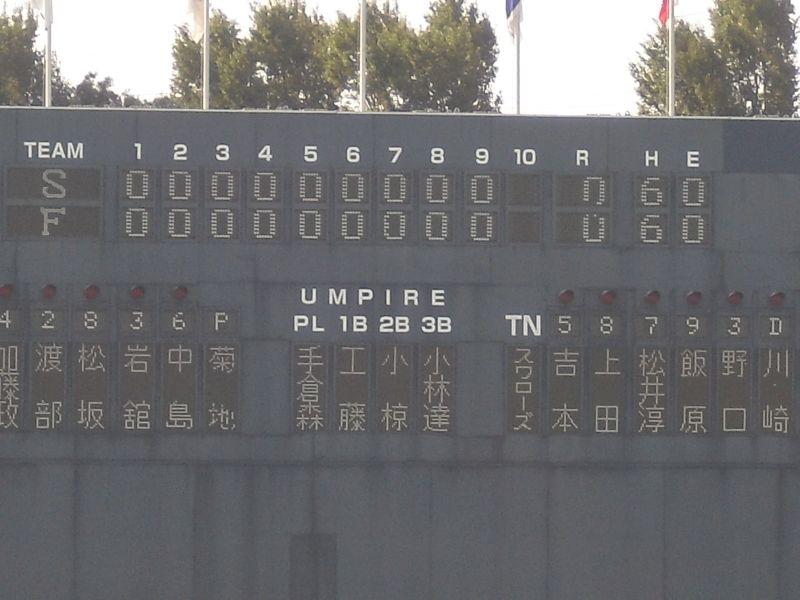 TEAM 1 2 3 4 5 6 7 8 9 10 R H E
S 0 0 0 0 0 0 0 0 0 0 6 0
F 0 0 0 0 0 0 0 0 0 0 6 0
UMPIRE
4 2 8 3 6 P PL 1B 2B 3B TN 5 8 7 9 3 D
加藤政 渡部 松坂 岩舘 中島 菊地 手倉森 工藤 小椋 小林達 スワローズ 吉本 上田 松井淳 飯原 野口 川崎